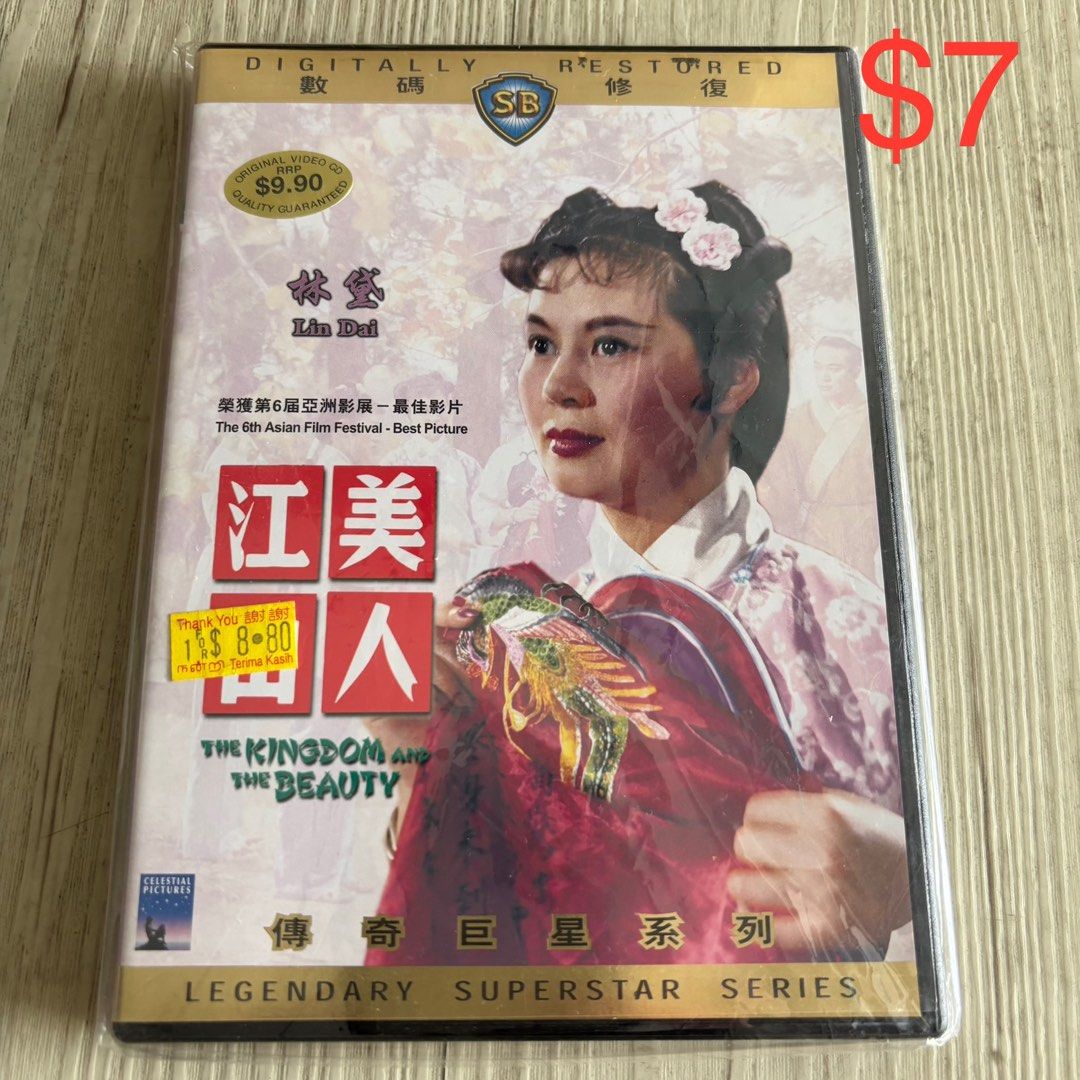 $7
DIGITALLY RESTORED
數碼 修復
SB
ORIGINAL VIDEO CD
RRP
$9.90
QUALITY GUARANTEED
林黛
Lin Dai
榮獲第6届亞洲影展－最佳影片
The 6th Asian Film Festival - Best Picture
江美
人
Thank You 謝謝
1 FOR $ 8.80
நன்றி Terima Kasih
THE KINGDOM AND
THE BEAUTY
CELESTIAL
PICTURES
傳奇巨星系列
LEGENDARY SUPERSTAR SERIES